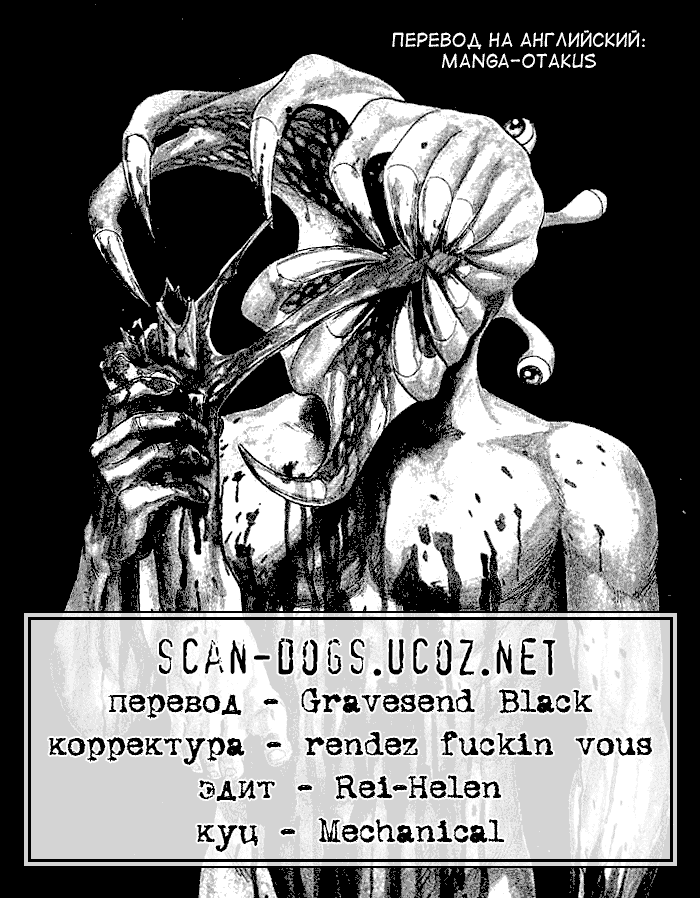 ПЕРЕВОД НА АНГЛИЙСКИЙ:
MANGA-OTAKUS
SCAN-DOGS.UCOZ.NET
перевод - Gravesend Black
корректура - rendez fuckin vous
эдит - Rei-Helen
куц - Mechanical